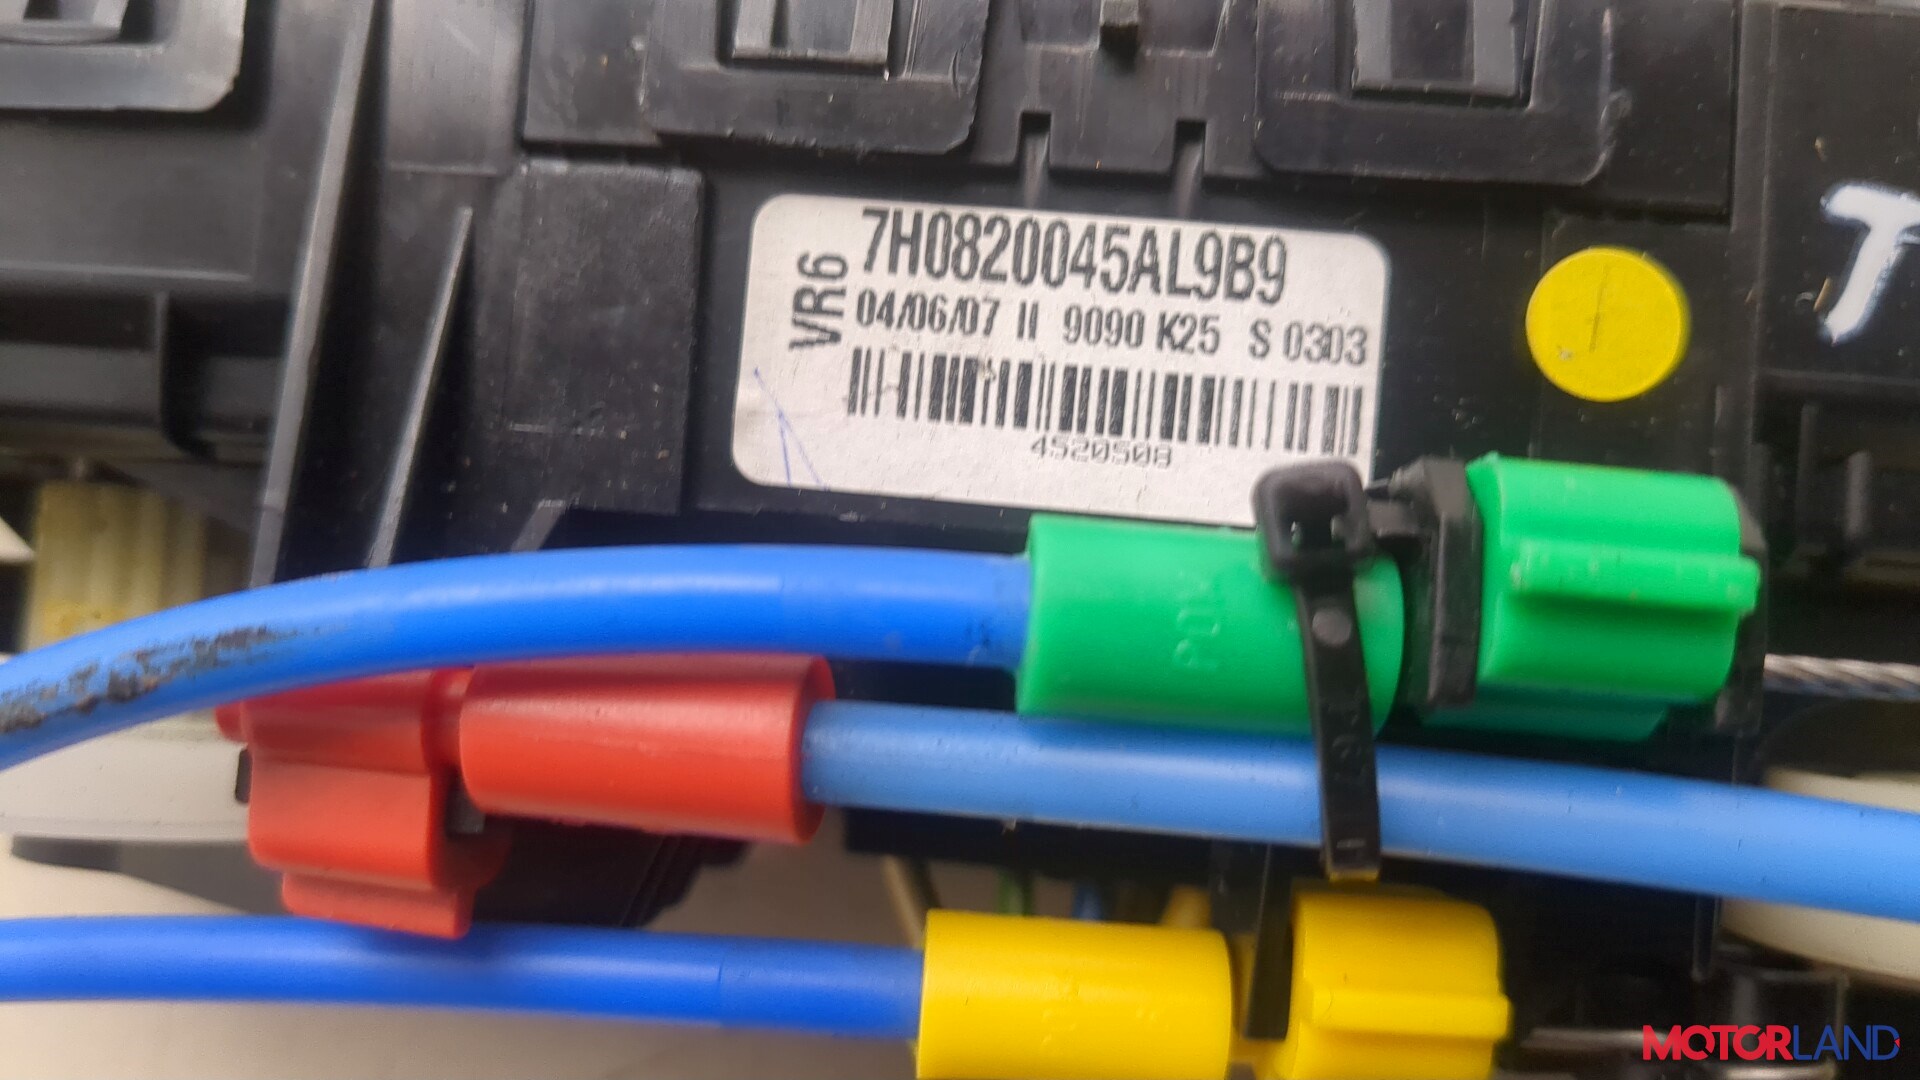 7H0820045AL9B9
VR6
04/06/07 II 9090 K25 S 0303
4520508
T
MOTORLAND